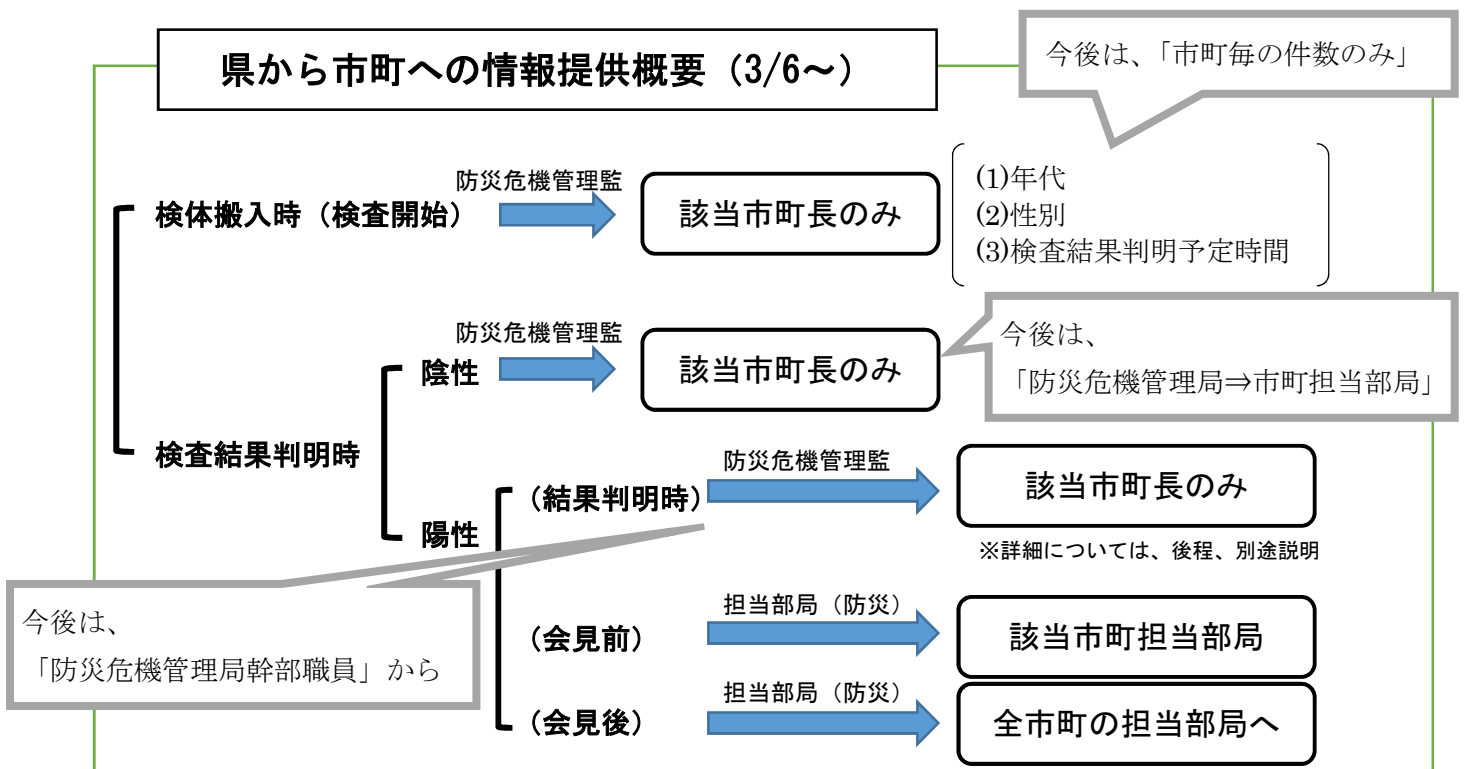 県から市町への情報提供概要（3/6～）
今後は、「市町毎の件数のみ」
防災危機管理監
検体搬入時（検査開始）
該当市町長のみ
(1)年代
(2)性別
(3)検査結果判明予定時間
防災危機管理監
陰性
該当市町長のみ
今後は、
「防災危機管理局⇒市町担当部局」
検査結果判明時
防災危機管理監
陽性
（結果判明時）
該当市町長のみ
※詳細については、後程、別途説明
今後は、
「防災危機管理局幹部職員」から
担当部局（防災）
（会見前）
該当市町担当部局
担当部局（防災）
（会見後）
全市町の担当部局へ